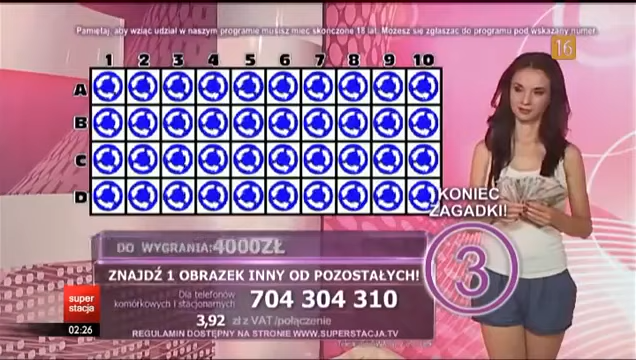 Pamiętaj, aby wziąć udział w naszym programie musisz mieć skończone 18 lat. Możesz się zgłaszać do programu pod wskazany numer.
16
1 2 3 4 5 6 7 8 9 10
A
B
C
D
KONIEC
ZAGADKI!
DO WYGRANIA: 4000ZŁ
3
ZNAJDŹ 1 OBRAZEK INNY OD POZOSTAŁYCH!
Dla telefonów
komórkowych i stacjonarnych
704 304 310
3,92 zł z VAT/połączenie
REGULAMIN DOSTĘPNY NA STRONIE WWW.SUPERSTACJA.TV
super
stacja
02:26